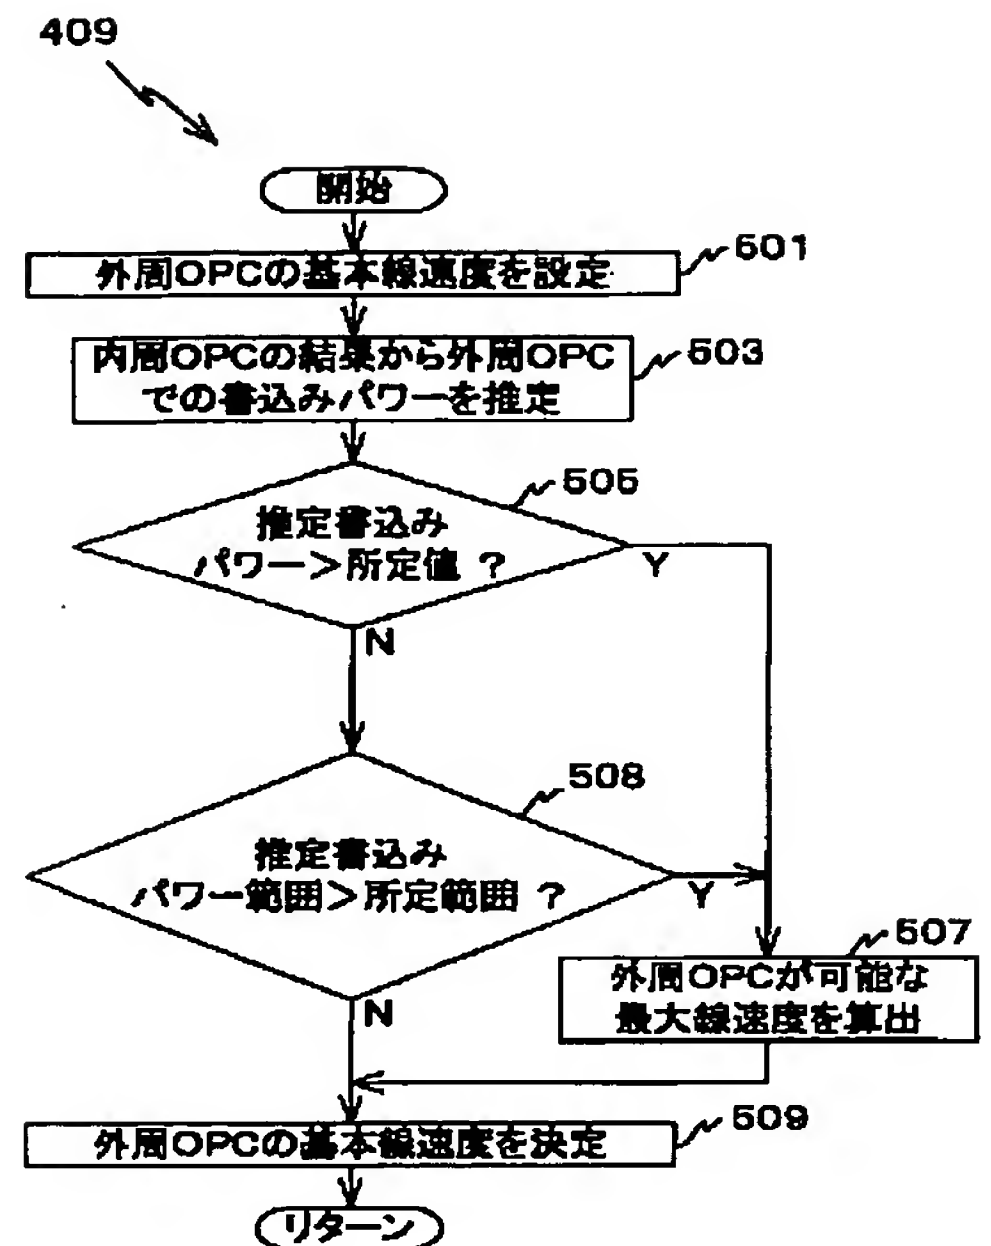 409
開始
外周OPCの基本線速度を設定
501
内周OPCの結果から外周OPC
での書込みパワーを推定
503
推定書込み
パワー＞所定値 ？
505
Y
N
推定書込み
パワー範囲＞所定範囲 ？
508
Y
N
外周OPCが可能な
最大線速度を算出
507
外周OPCの基本線速度を決定
509
リターン